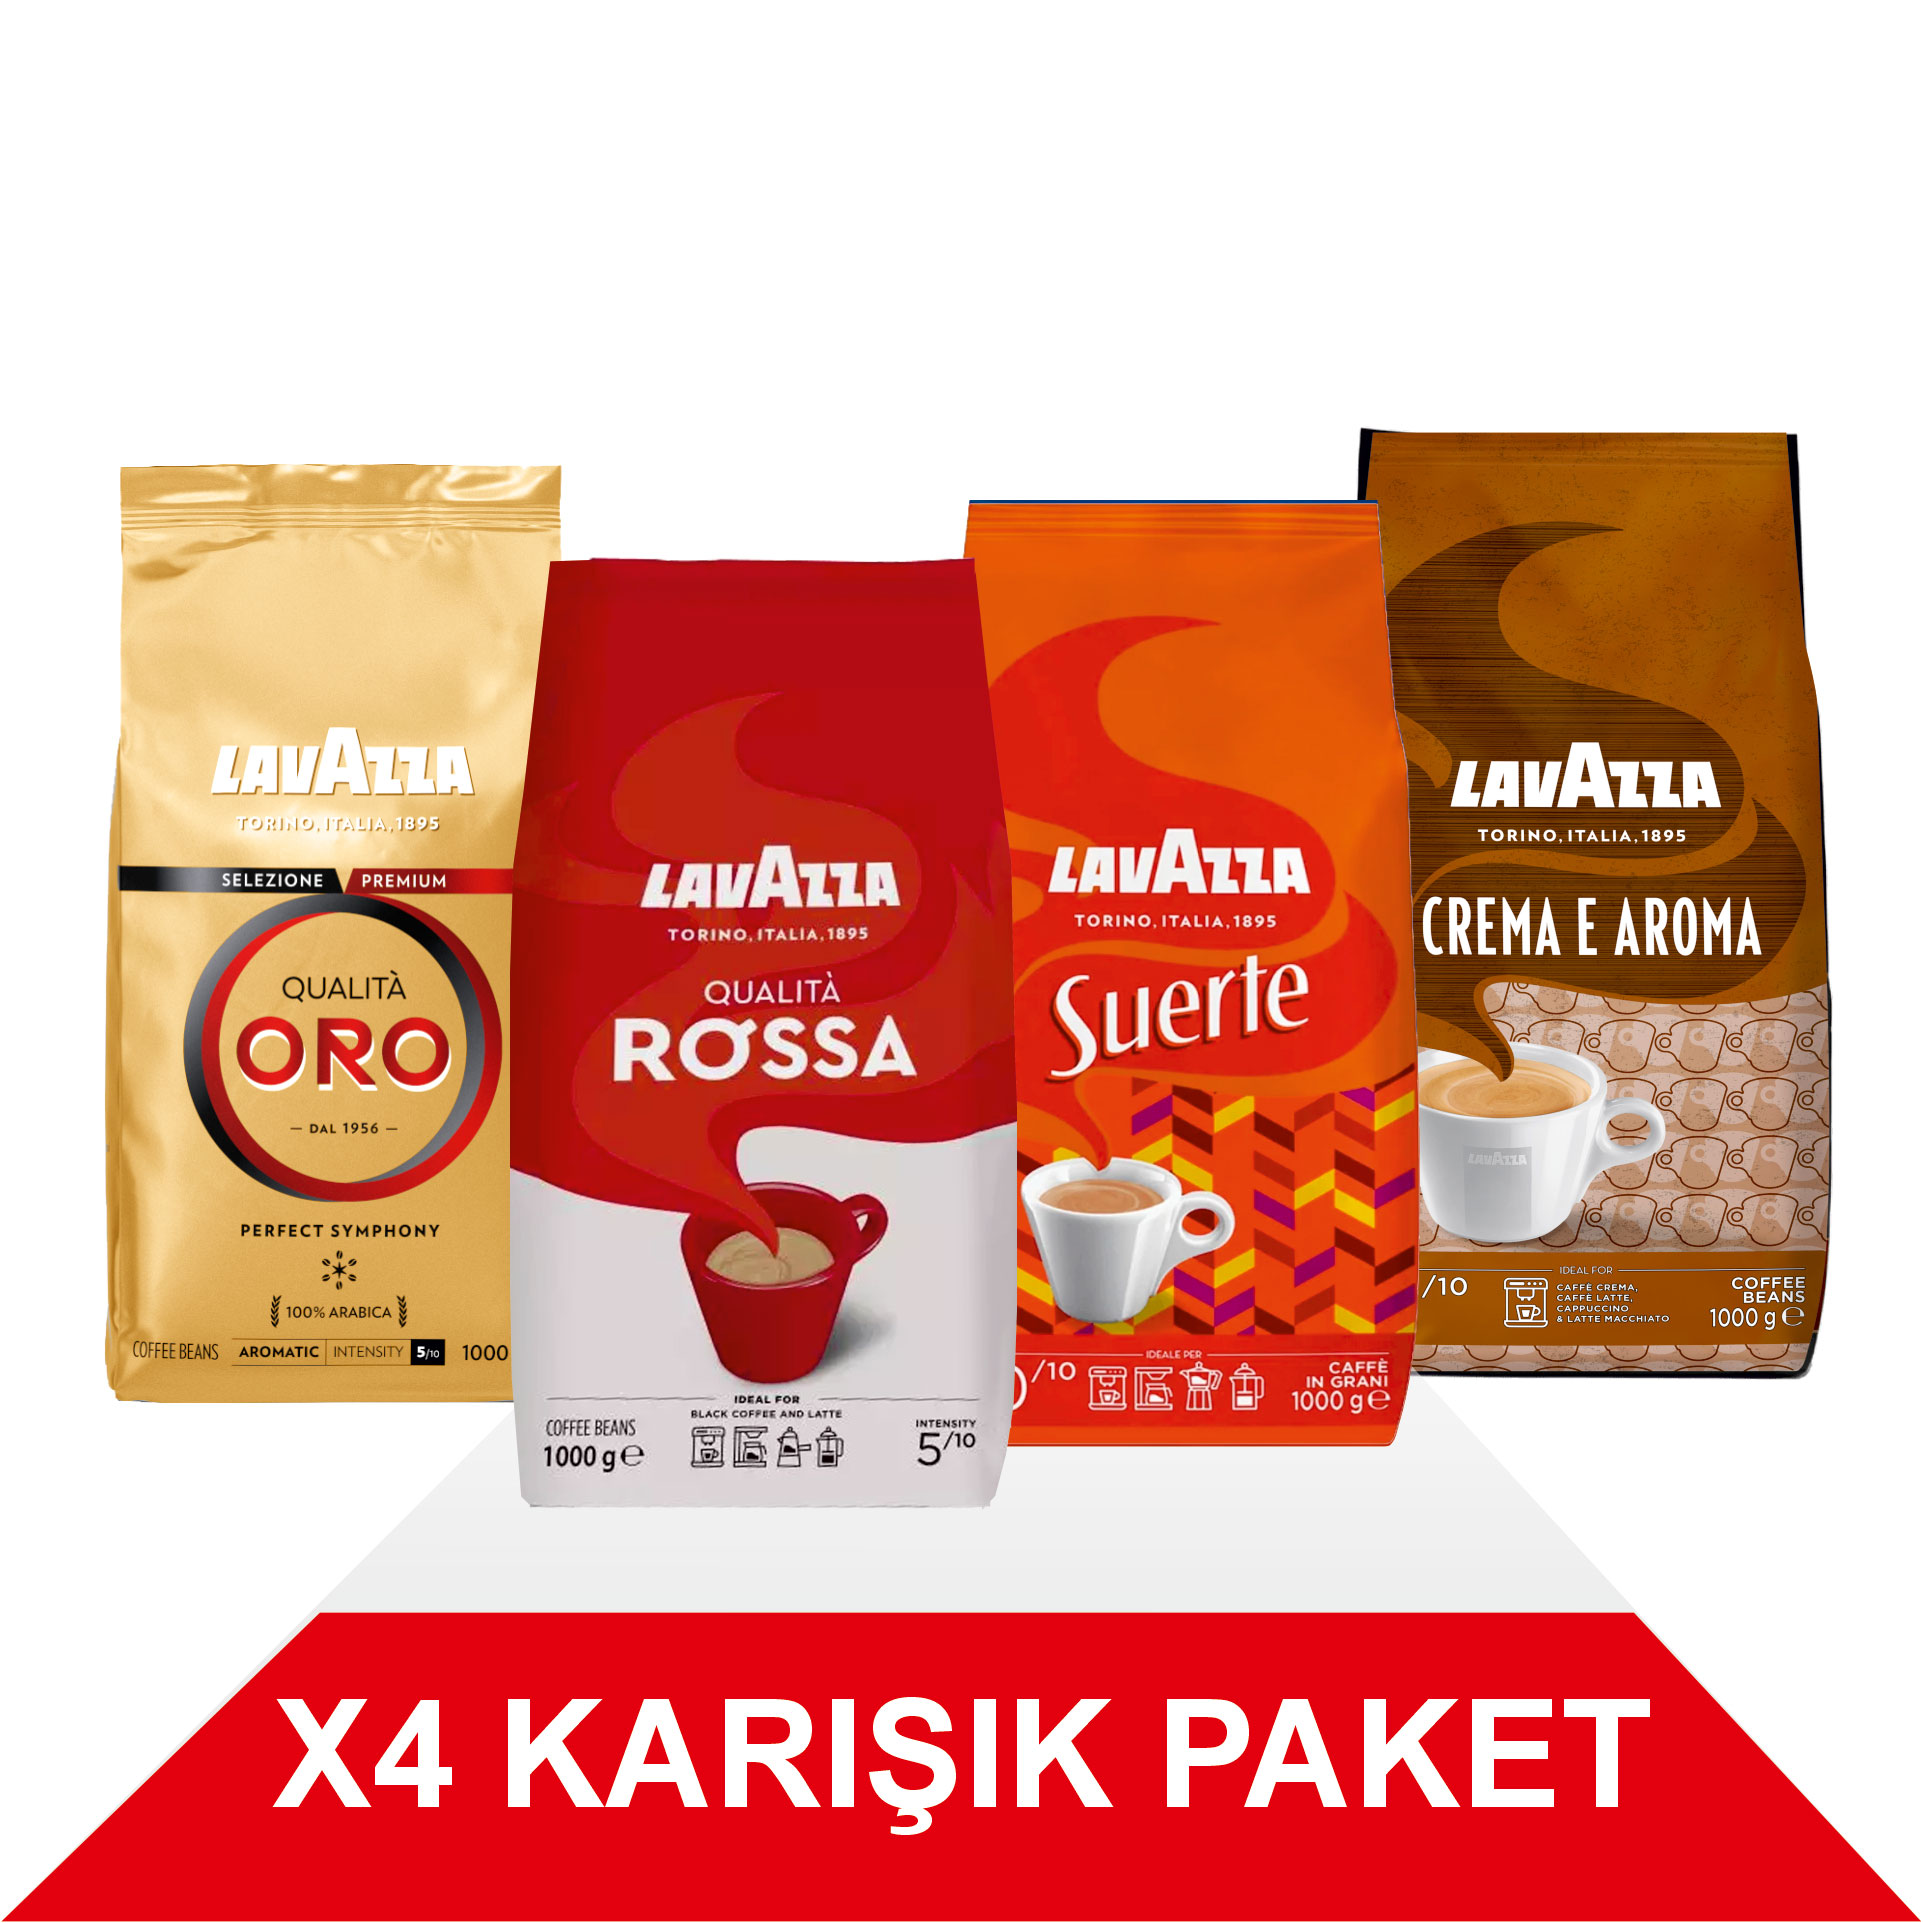 LAVAZZA
TORINO, ITALIA, 1895
SELEZIONE PREMIUM
QUALITÀ
ORO
— DAL 1956 —
PERFECT SYMPHONY
100% ARABICA
COFFEE BEANS AROMATIC INTENSITY 5/10 1000
LAVAZZA
TORINO, ITALIA, 1895
QUALITÀ
ROSSA
IDEAL FOR
BLACK COFFEE AND LATTE
COFFEE BEANS
1000 g ℮
INTENSITY
5/10
LAVAZZA
TORINO, ITALIA, 1895
Suerte
IDEALE PER
/10
CAFFÈ
IN GRANI
1000 g ℮
LAVAZZA
TORINO, ITALIA, 1895
CREMA E AROMA
LAVAZZA
/10
IDEAL FOR
CAFFÈ CREMA,
CAFFÈ LATTE,
CAPPUCCINO
& LATTE MACCHIATO
COFFEE
BEANS
1000 g ℮
X4 KARIŞIK PAKET